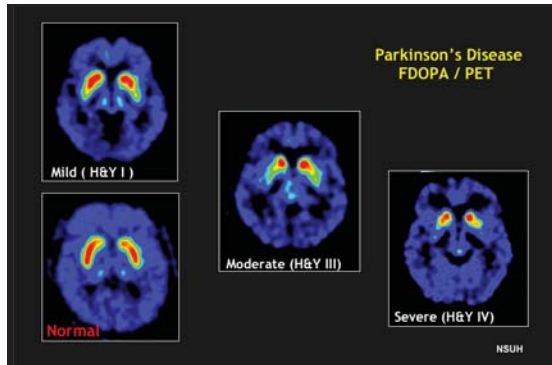 Parkinson's Disease
FDOPA / PET
Mild ( H&Y I )
Moderate (H&Y III)
Normal
Severe (H&Y IV)
NSUH